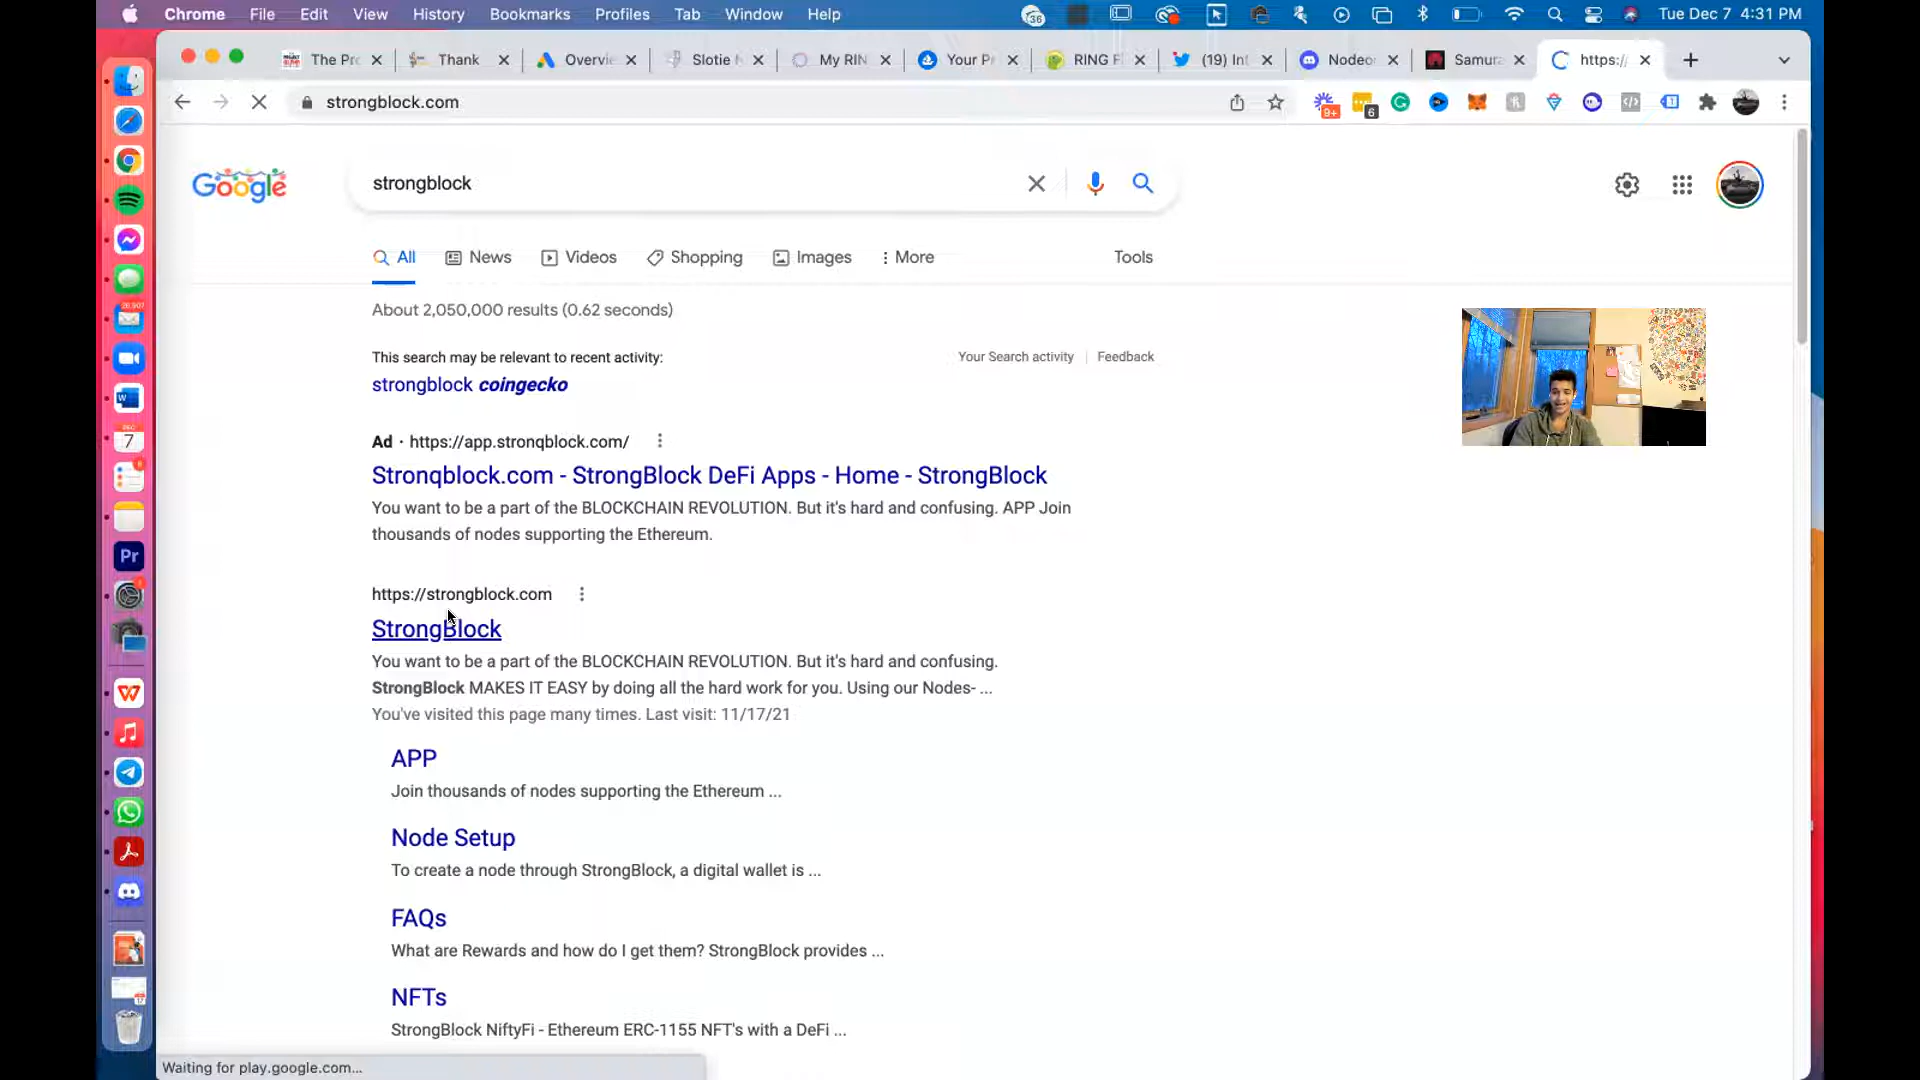 Chrome File Edit View History Bookmarks Profiles Tab Window Help 36 Tue Dec 7 4:31 PM
The Pr Thank Overvi Slotie My RIN Your P RING F (19) Int Nodeo Samura https:/
strongblock.com 9+ 6
Google strongblock
All News Videos Shopping Images More Tools
About 2,050,000 results (0.62 seconds)
This search may be relevant to recent activity: Your Search activity Feedback
strongblock coingecko
Ad · https://app.stronqblock.com/
Stronqblock.com - StrongBlock DeFi Apps - Home - StrongBlock
You want to be a part of the BLOCKCHAIN REVOLUTION. But it's hard and confusing. APP Join
thousands of nodes supporting the Ethereum.
https://strongblock.com
StrongBlock
You want to be a part of the BLOCKCHAIN REVOLUTION. But it's hard and confusing.
StrongBlock MAKES IT EASY by doing all the hard work for you. Using our Nodes- ...
You've visited this page many times. Last visit: 11/17/21
APP
Join thousands of nodes supporting the Ethereum ...
Node Setup
To create a node through StrongBlock, a digital wallet is ...
FAQs
What are Rewards and how do I get them? StrongBlock provides ...
NFTs
StrongBlock NiftyFi - Ethereum ERC-1155 NFT's with a DeFi ...
Waiting for play.google.com...
W
7
Pr